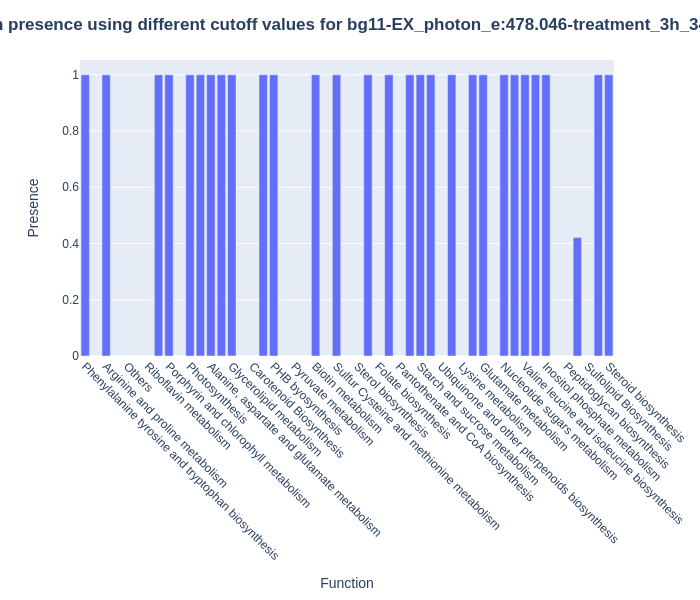 presence using different cutoff values for bg11-EX_photon_e:478.046-treatment_3h_3
1
0.8
0.6
0.4
0.2
0
Presence
Phenylalanine tyrosine and tryptophan biosynthesis
Arginine and proline metabolism
Others
Riboflavin metabolism
Porphyrin and chlorophyll metabolism
Photosynthesis
Alanine, aspartate and glutamate metabolism
Glycerolipid metabolism
Carotenoid Biosynthesis
PHB byosynthesis
Pyruvate metabolism
Biotin metabolism
Sulfur Cysteine and methionine metabolism
Sterol biosynthesis
Folate biosynthesis
Pantothenate and CoA biosynthesis
Starch and sucrose metabolism
Ubiquinone and other pterpenoids biosynthesis
Lysine metabolism
Glutamate metabolism
Nucleotide sugars metabolism
Valine leucine and isoleucine biosynthesis
Inositol phosphate metabolism
Peptidoglycan biosynthesis
Sulfolipid Biosynthesis
Steroid biosynthesis
Function